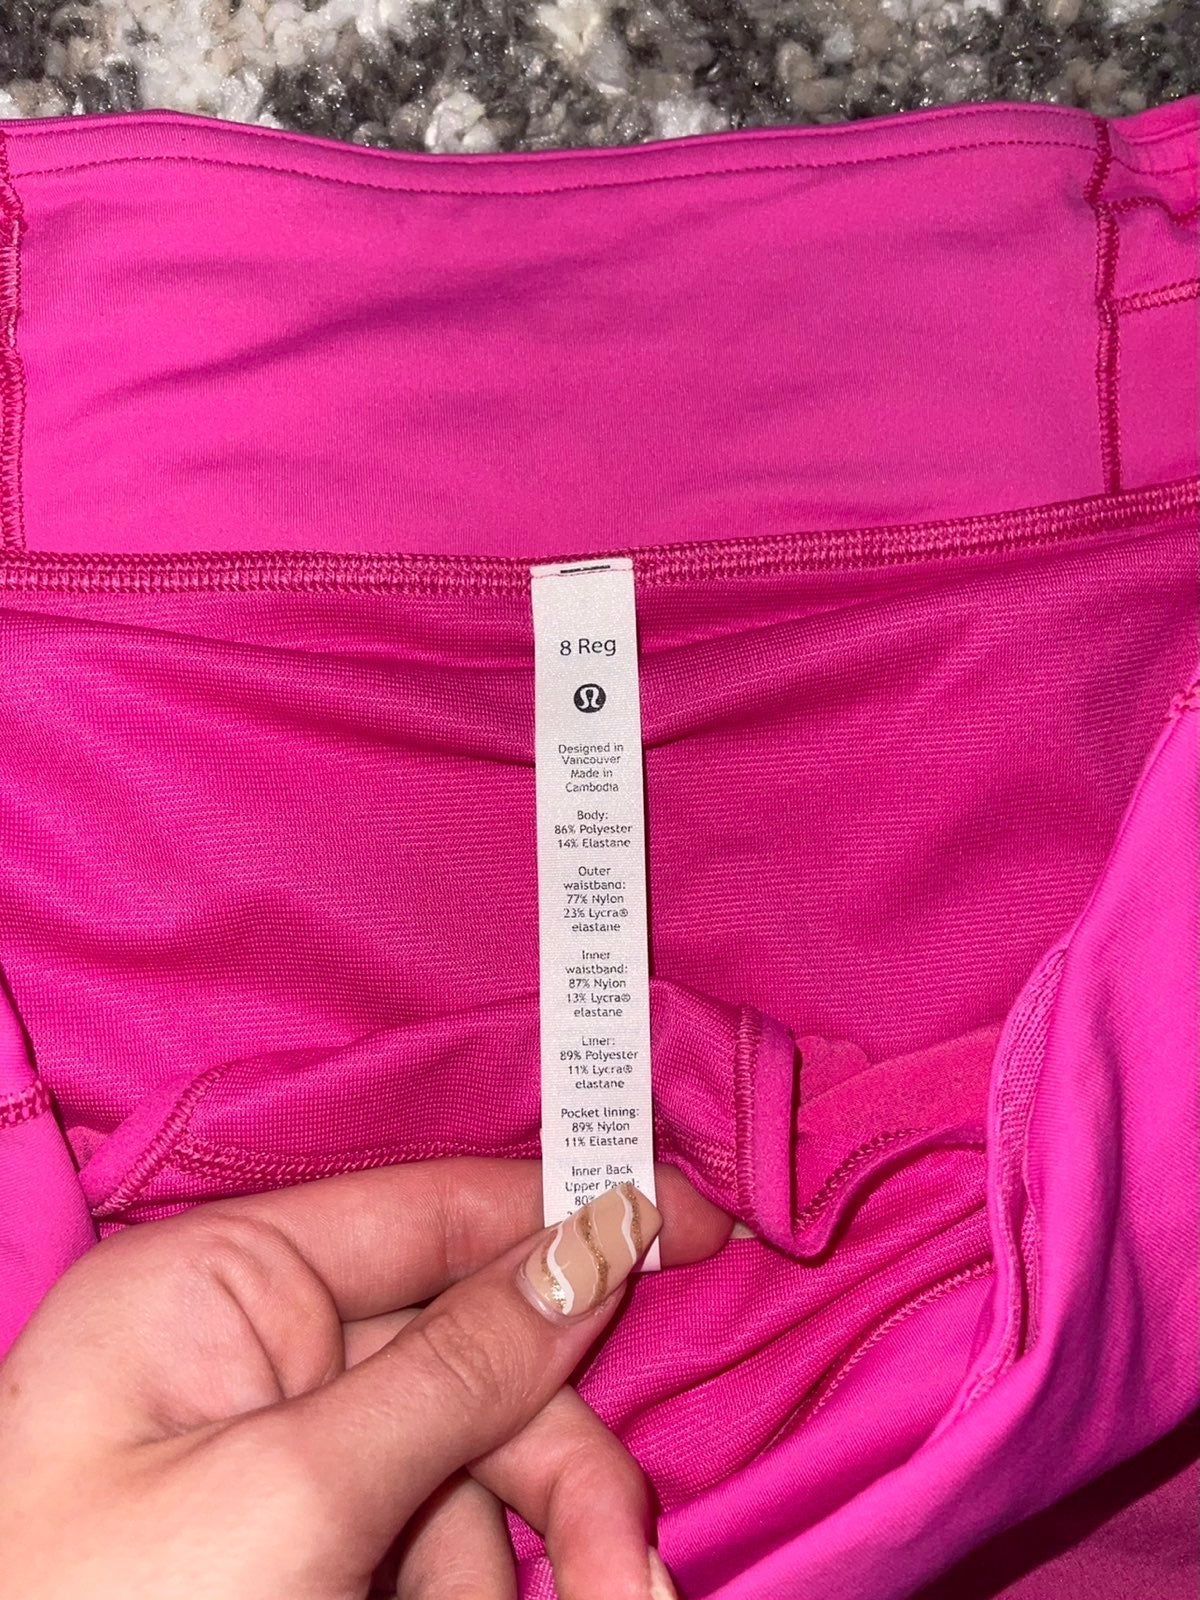 8 Reg
Designed in
Vancouver
Made in
Cambodia
Body:
86% Polyester
14% Elastane
Outer
waistband:
77% Nylon
23% Lycra®
elastane
Inner
waistband:
87% Nylon
13% Lycra®
elastane
Liner:
89% Polyester
11% Lycra®
elastane
Pocket lining:
89% Nylon
11% Elastane
Inner Back
Upper Panel:
80%